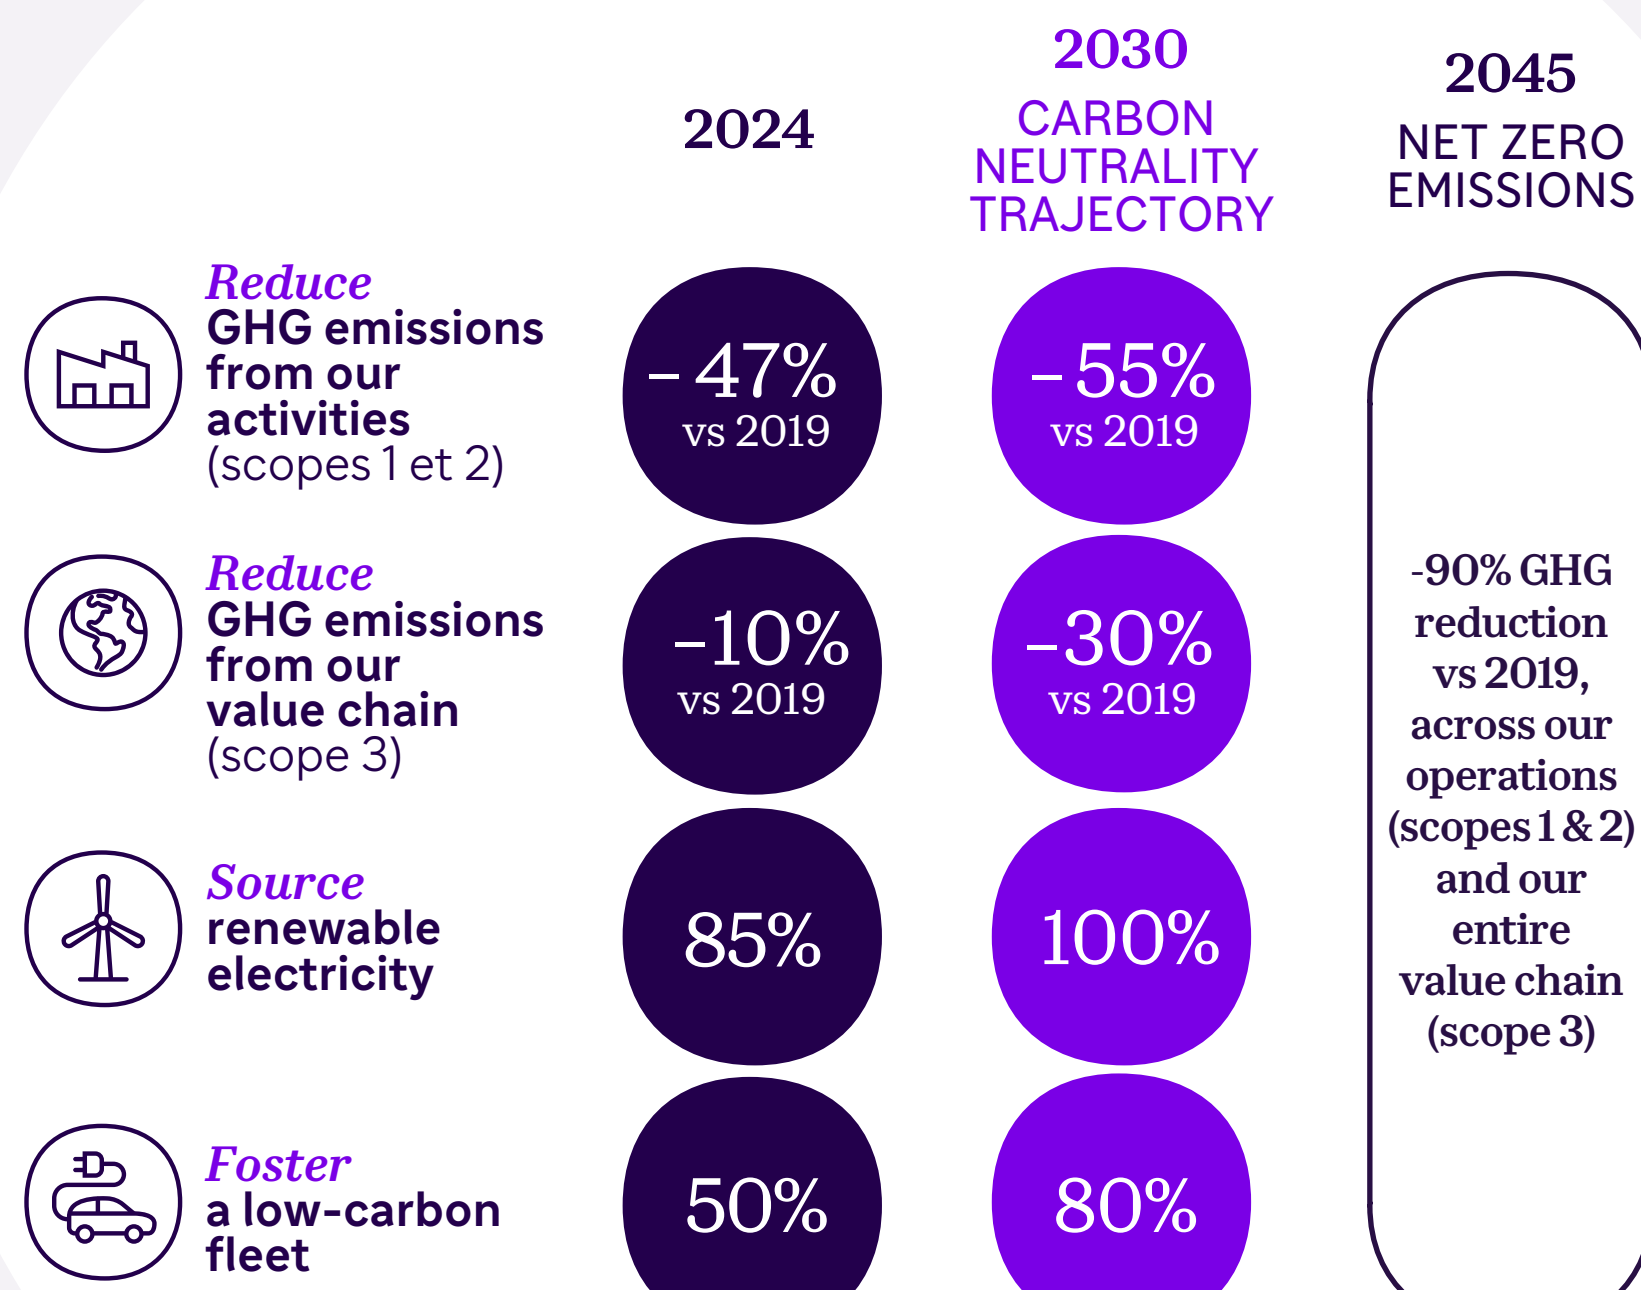 2024
2030
CARBON
NEUTRALITY
TRAJECTORY
2045
NET ZERO
EMISSIONS
Reduce
GHG emissions
from our
activities
(scopes 1 et 2)
– 47%
vs 2019
– 55%
vs 2019
Reduce
GHG emissions
from our
value chain
(scope 3)
–10%
vs 2019
–30%
vs 2019
Source
renewable
electricity
85%
100%
Foster
a low-carbon
fleet
50%
80%
-90% GHG
reduction
vs 2019,
across our
operations
(scopes 1 & 2)
and our
entire
value chain
(scope 3)